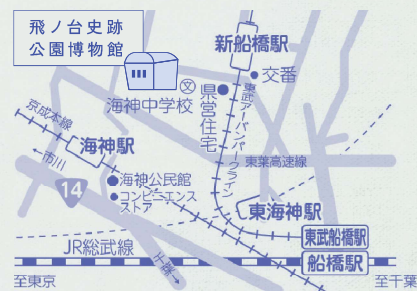 飛ノ台史跡
公園博物館
新船橋駅
交番
文
海神中学校
県営住宅
東武アーバンパークライン
京成本線
海神駅
市川
14
海神公民館
コンビニエンス
ストア
東葉高速線
東海神駅
東武船橋駅
船橋駅
JR総武線
千葉
至東京
至千葉